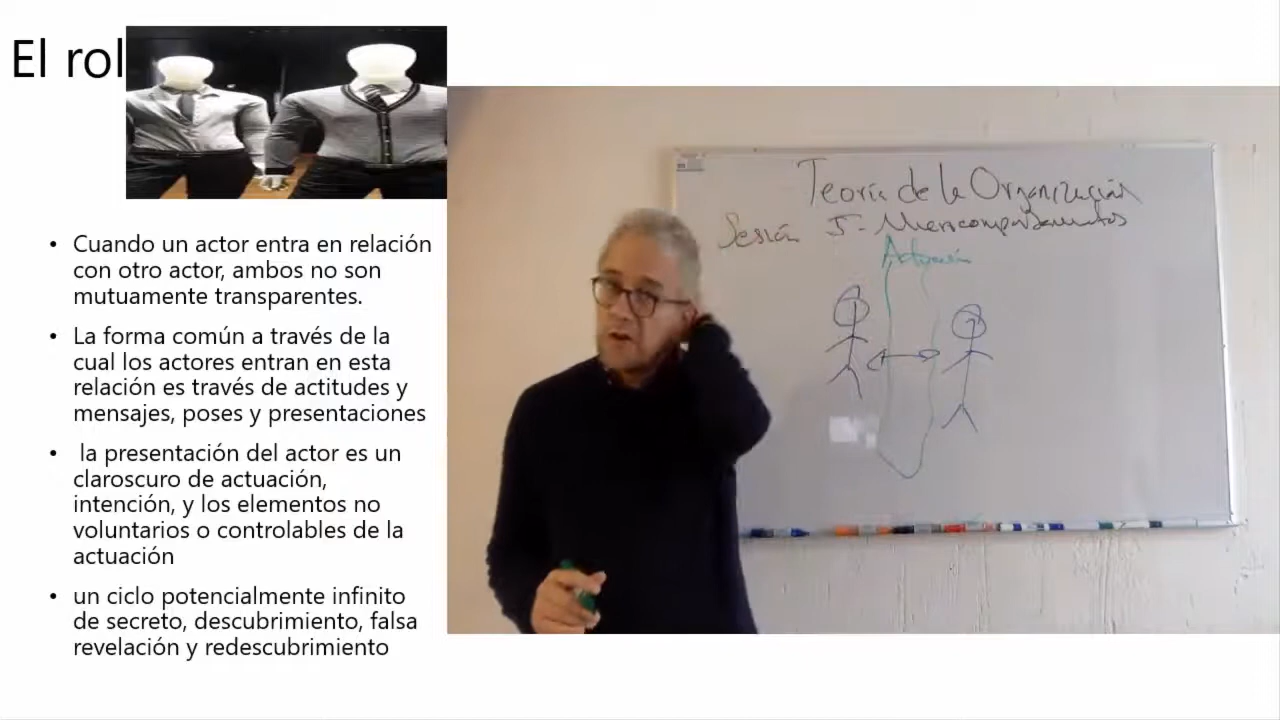 El rol
• Cuando un actor entra en relación
con otro actor, ambos no son
mutuamente transparentes.
• La forma común a través de la
cual los actores entran en esta
relación es través de actitudes y
mensajes, poses y presentaciones
• la presentación del actor es un
claroscuro de actuación,
intención, y los elementos no
voluntarios o controlables de la
actuación
• un ciclo potencialmente infinito
de secreto, descubrimiento, falsa
revelación y redescubrimiento
Teoría de la Organización
Sesión 5-
Actuación